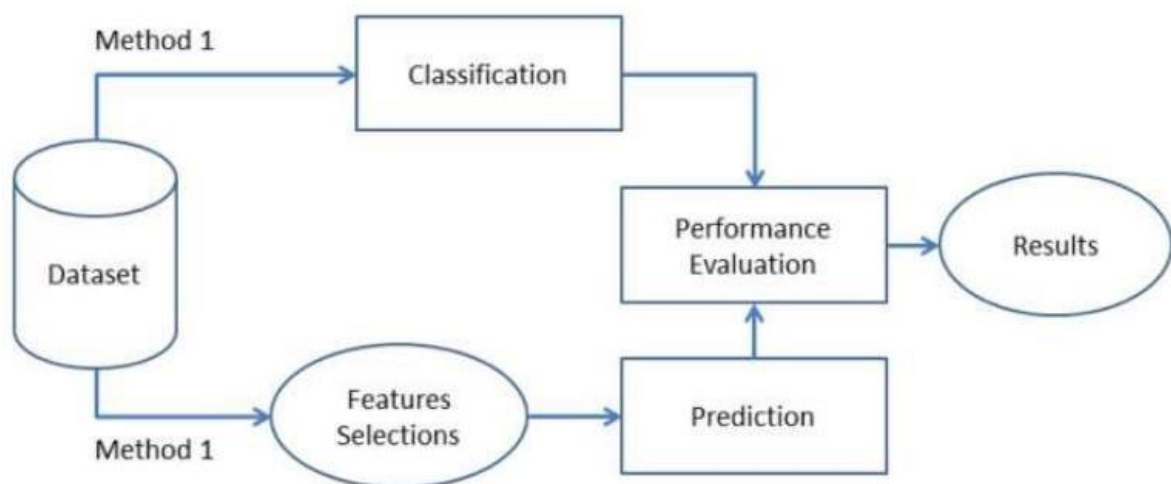 Method 1
Classification
Dataset
Performance
Evaluation
Results
Features
Selections
Prediction
Method 1